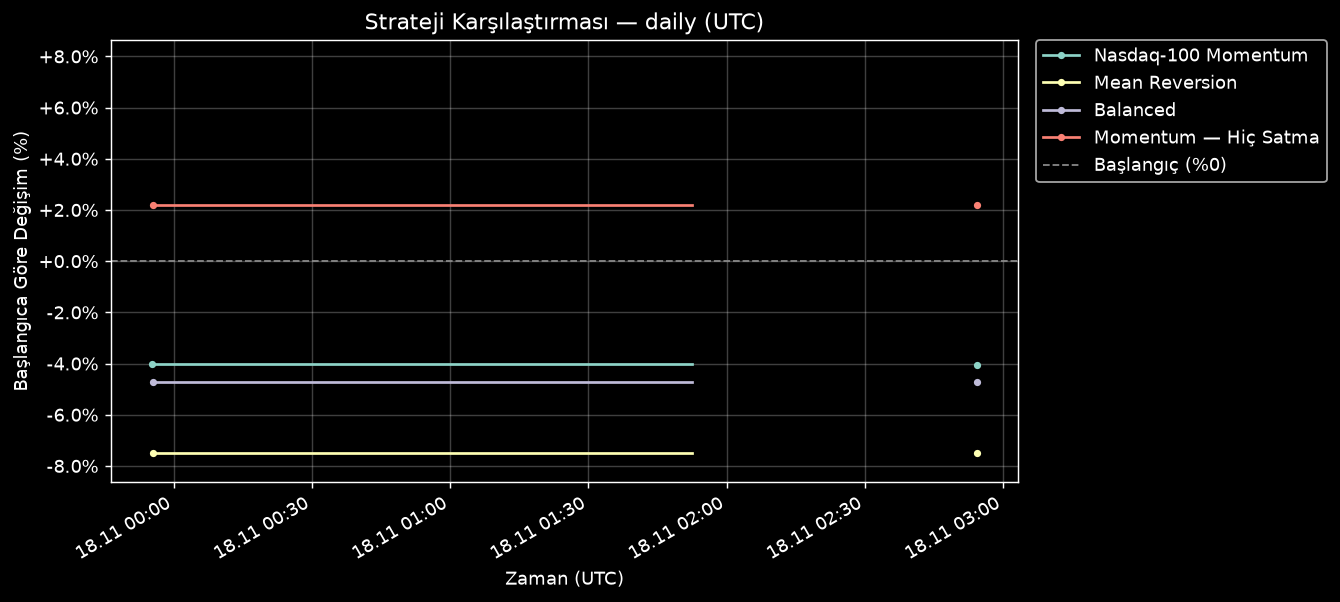 Strateji Karşılaştırması — daily (UTC)
+8.0%
+6.0%
+4.0%
+2.0%
+0.0%
-2.0%
-4.0%
-6.0%
-8.0%
Başlangıca Göre Değişim (%)
18.11 00:00
18.11 00:30
18.11 01:00
18.11 01:30
18.11 02:00
18.11 02:30
18.11 03:00
Zaman (UTC)
Nasdaq-100 Momentum
Mean Reversion
Balanced
Momentum — Hiç Satma
Başlangıç (%0)